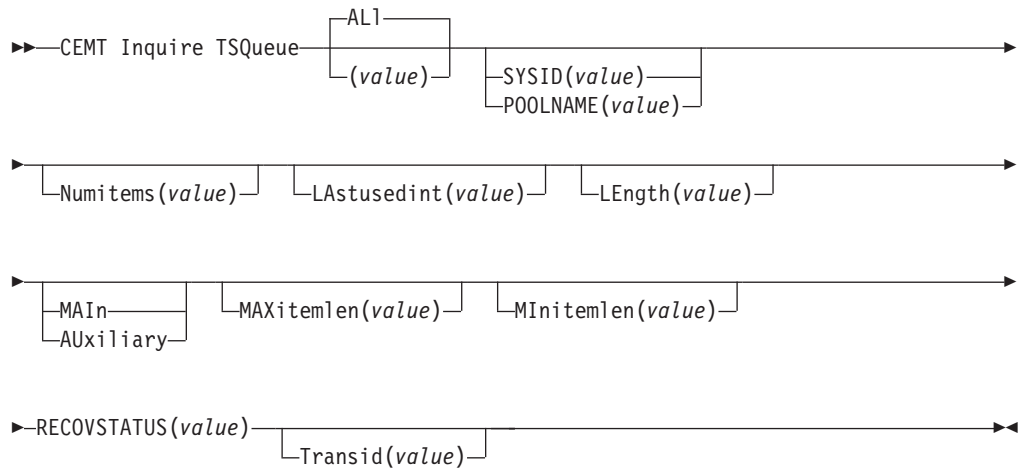 ALl
CEMT Inquire TSQueue
(value)
SYSID(value)
POOLNAME(value)
Numitems(value) LAstusedint(value) LEngth(value)
MAIn
AUxiliary
MAXitemlen(value) MInitemlen(value)
RECOVSTATUS(value)
Transid(value)